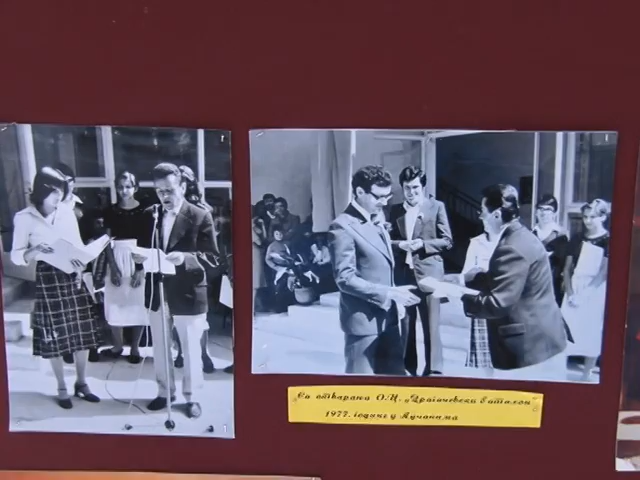 Са отварања О.Ш. „Драгачевски батаљон"
1977. године у Лучанима